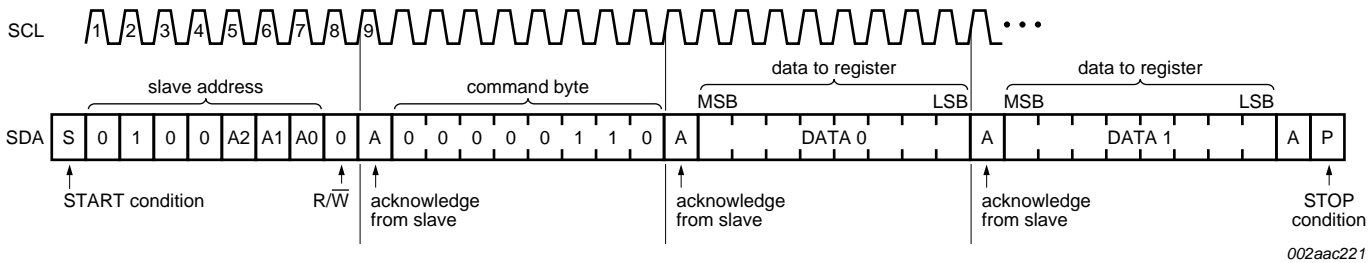 SCL 1 2 3 4 5 6 7 8 9
slave address command byte data to register data to register
MSB LSB MSB LSB
SDA S 0 1 0 0 A2 A1 A0 0 A 0 0 0 0 0 1 1 0 A DATA 0 A DATA 1 A P
START condition R/W̅ acknowledge from slave acknowledge from slave acknowledge from slave STOP condition
002aac221